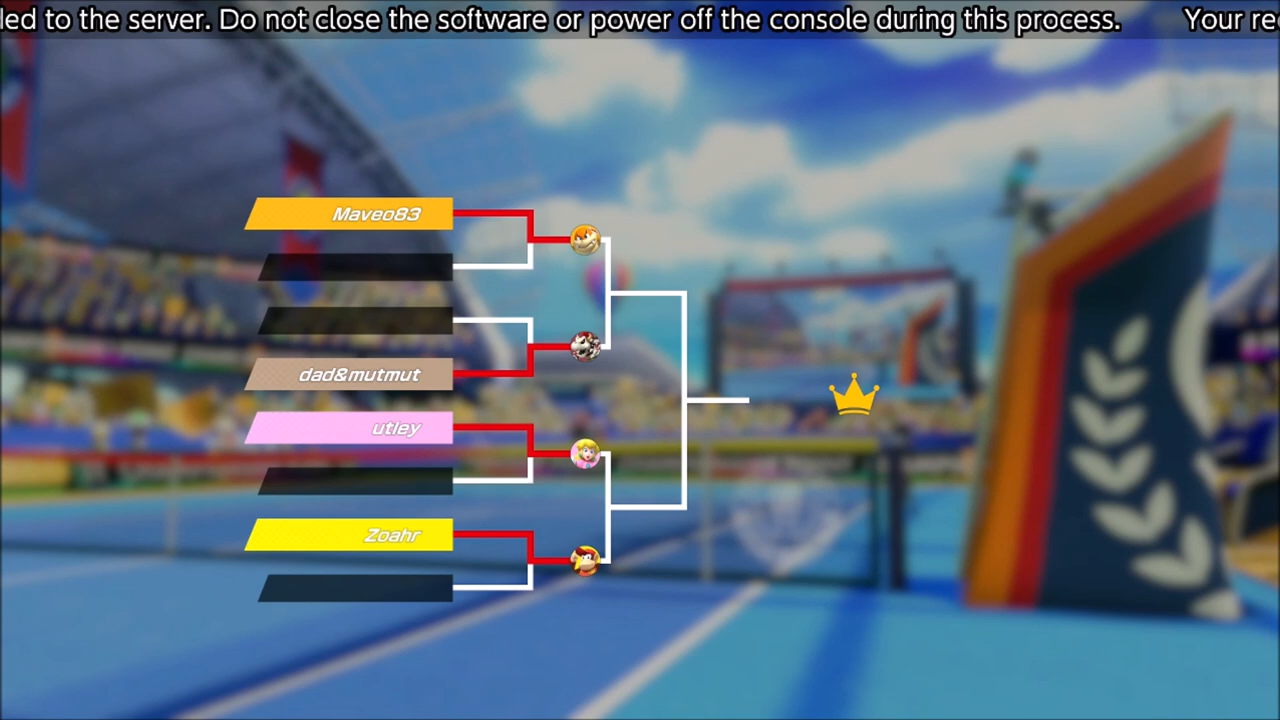 led to the server. Do not close the software or power off the console during this process. Your re
Maveo83
dad&mutmut
utley
Zoahr